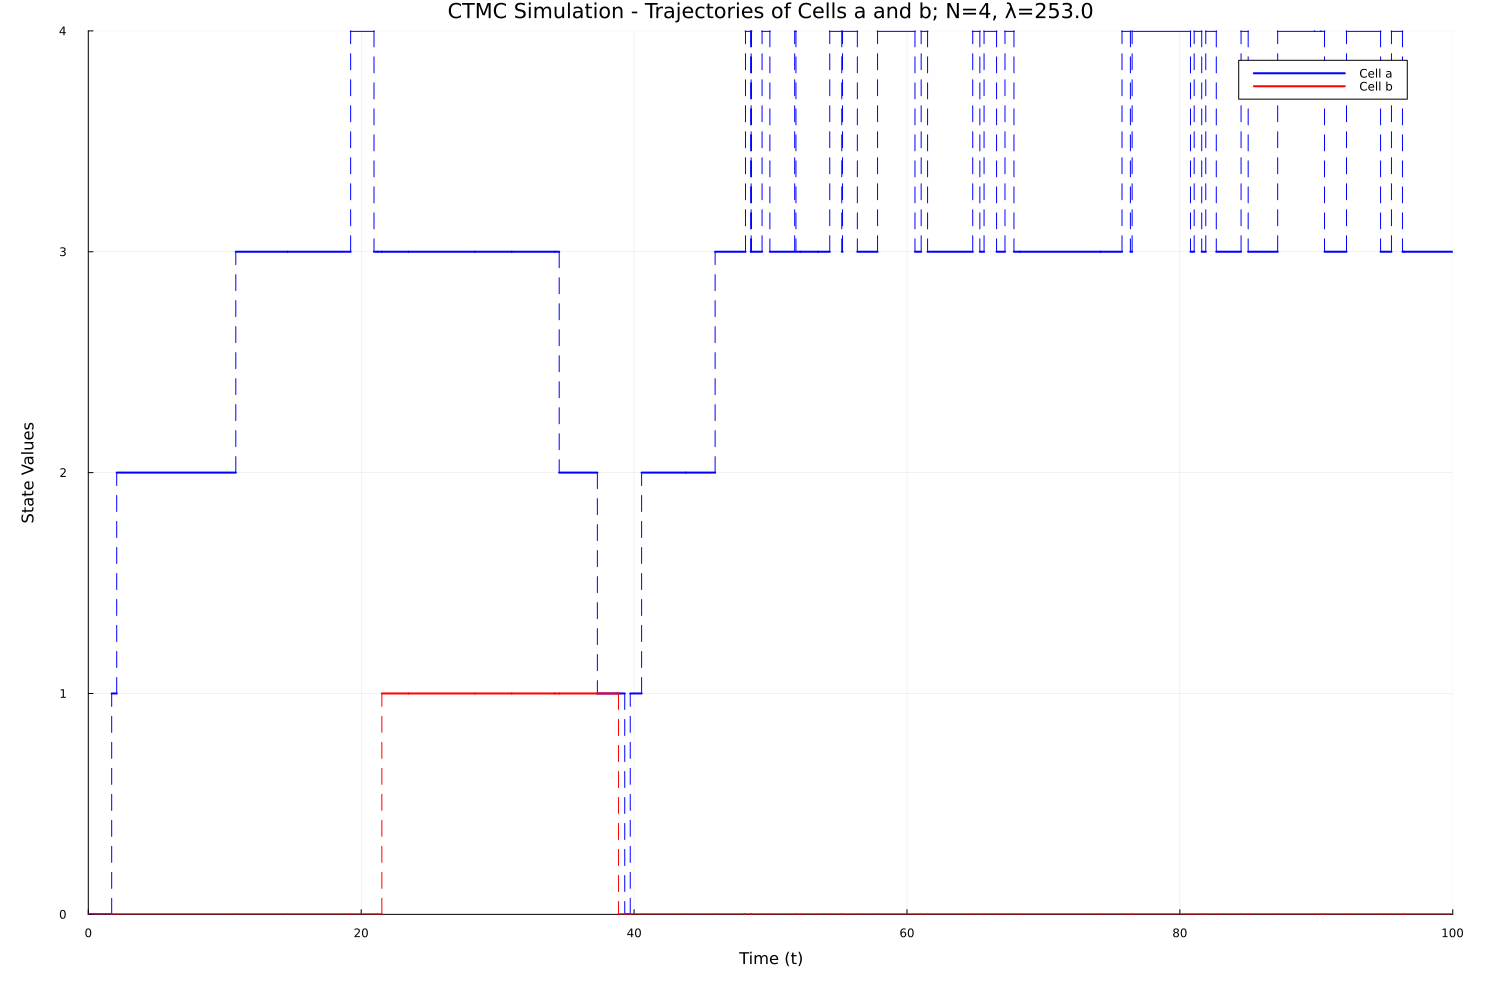 CTMC Simulation - Trajectories of Cells a and b; N=4, λ=253.0
4
Cell a
Cell b
3
2
State Values
1
0
0 20 40 60 80 100
Time (t)